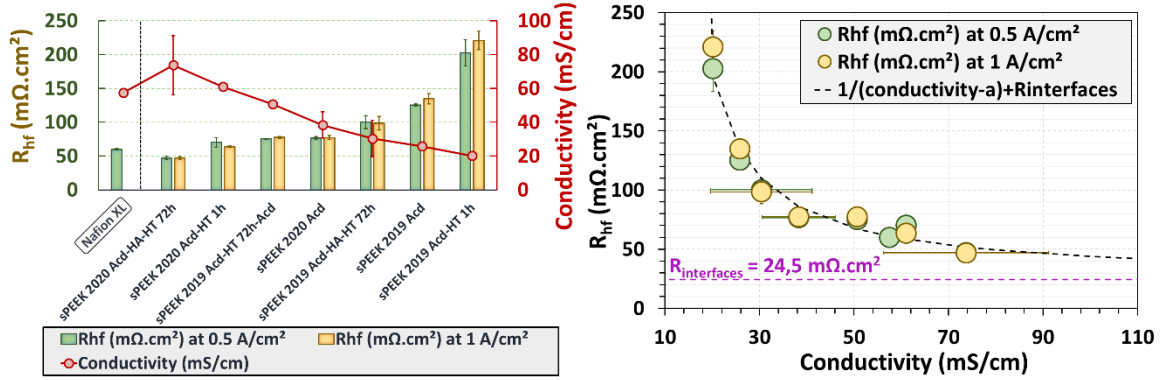 R_hf (mΩ.cm²)
250
200
150
100
50
0
100
80
60
40
20
0
Conductivity (mS/cm)
Nafion XL
sPEEK 2020 Acd-HA-HT 72h
sPEEK 2020 Acd-HT 1h
sPEEK 2019 Acd-HT 72h-Acd
sPEEK 2020 Acd
sPEEK 2019 Acd-HA-HT 72h
sPEEK 2019 Acd
sPEEK 2019 Acd-HT 1h
Rhf (mΩ.cm²) at 0.5 A/cm²
Rhf (mΩ.cm²) at 1 A/cm²
Conductivity (mS/cm)
R_hf (mΩ.cm²)
250
200
150
100
50
0
Rhf (mΩ.cm²) at 0.5 A/cm²
Rhf (mΩ.cm²) at 1 A/cm²
1/(conductivity-a)+Rinterfaces
R_interfaces = 24,5 mΩ.cm²
10
30
50
70
90
110
Conductivity (mS/cm)